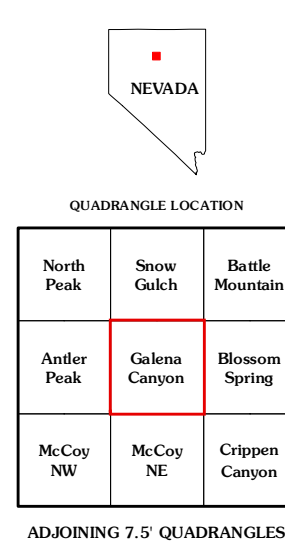 NEVADA
QUADRANGLE LOCATION
North Peak
Snow Gulch
Battle Mountain
Antler Peak
Galena Canyon
Blossom Spring
McCoy NW
McCoy NE
Crippen Canyon
ADJOINING 7.5' QUADRANGLES